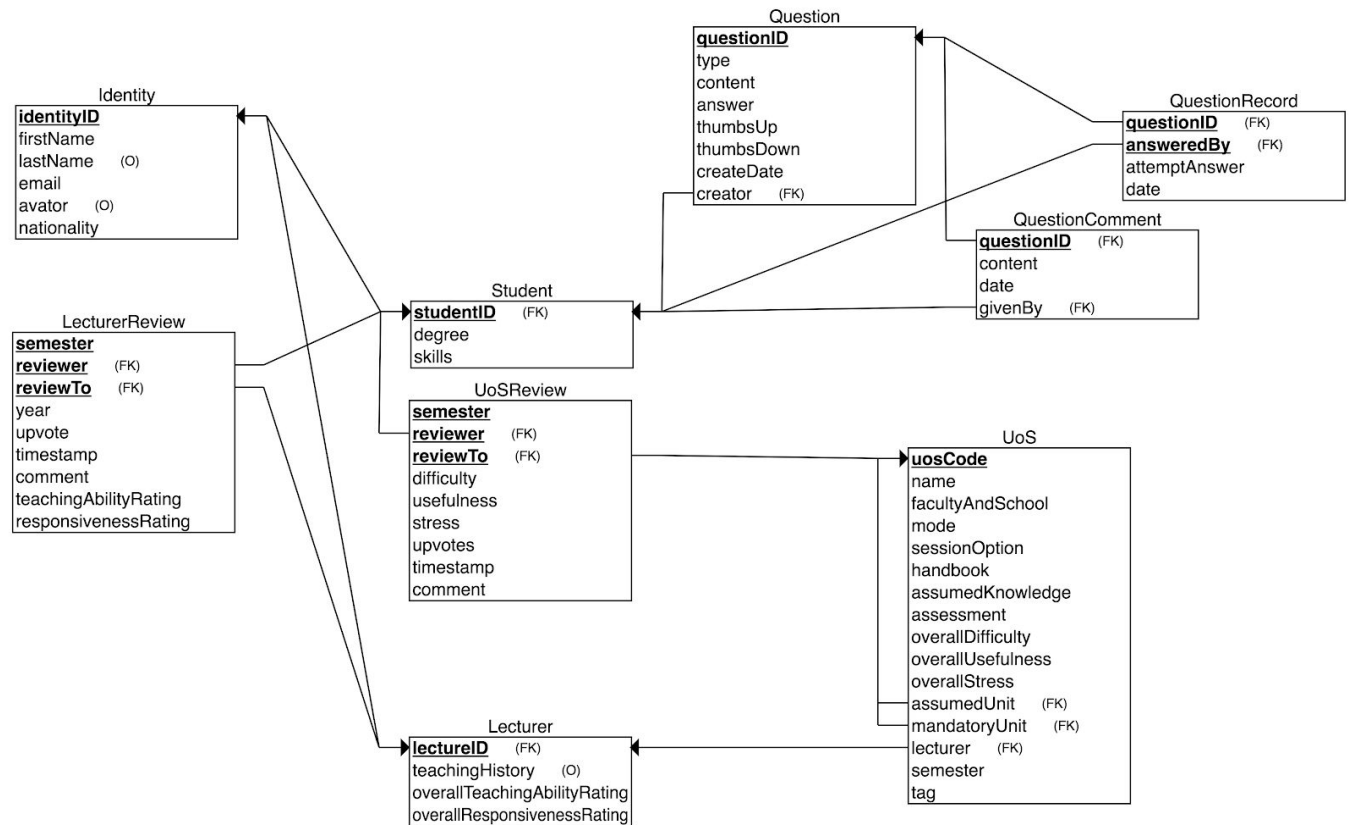 Question
questionID
type
content
answer
thumbsUp
thumbsDown
createDate
creator (FK)
Identity
identityID
firstName
lastName (O)
email
avator (O)
nationality
QuestionRecord
questionID (FK)
answeredBy (FK)
attemptAnswer
date
QuestionComment
questionID (FK)
content
date
givenBy (FK)
Student
studentID (FK)
degree
skills
LecturerReview
semester
reviewer (FK)
reviewTo (FK)
year
upvote
timestamp
comment
teachingAbilityRating
responsivenessRating
UoSReview
semester
reviewer (FK)
reviewTo (FK)
difficulty
usefulness
stress
upvotes
timestamp
comment
UoS
uosCode
name
facultyAndSchool
mode
sessionOption
handbook
assumedKnowledge
assessment
overallDifficulty
overallUsefulness
overallStress
assumedUnit (FK)
mandatoryUnit (FK)
lecturer (FK)
semester
tag
Lecturer
lectureID (FK)
teachingHistory (O)
overallTeachingAbilityRating
overallResponsivenessRating